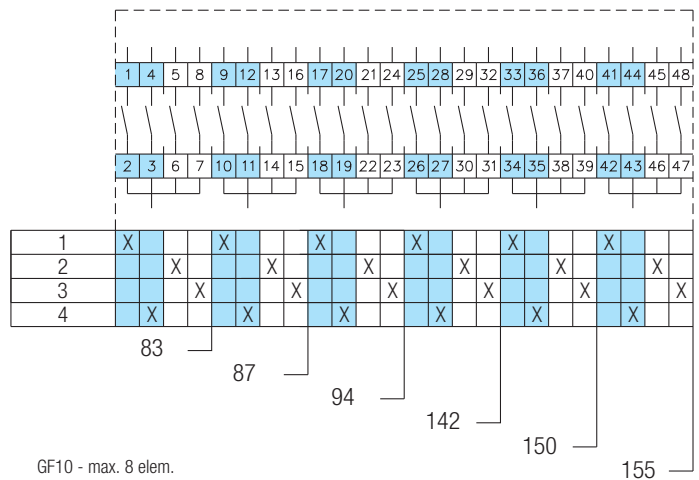 1 4 5 8 9 12 13 16 17 20 21 24 25 28 29 32 33 36 37 40 41 44 45 48
2 3 6 7 10 11 14 15 18 19 22 23 26 27 30 31 34 35 38 39 42 43 46 47
1 X X X X X X
2 X X X X X X
3 X X X X X X
4 X X X X X X
83
87
94
142
150
155
GF10 - max. 8 elem.